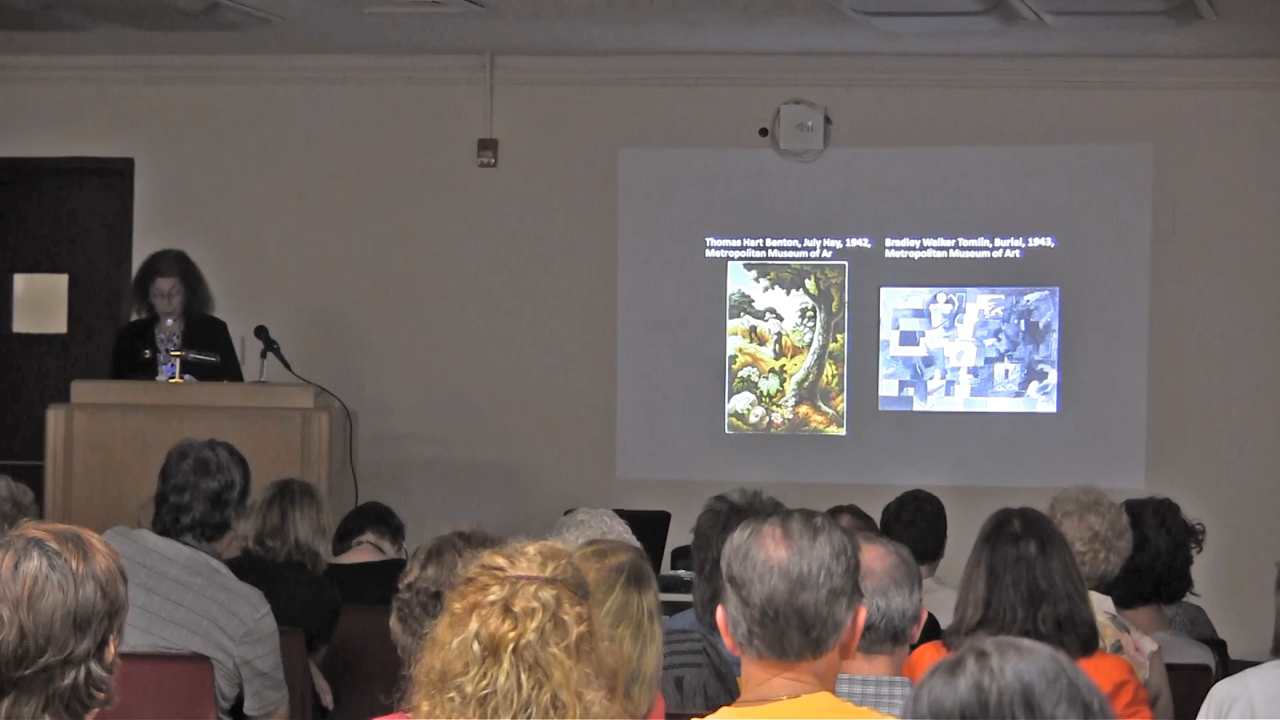 Thomas Hart Benton, July Hay, 1942,
Metropolitan Museum of Ar
Bradley Walker Tomlin, Burial, 1943,
Metropolitan Museum of Art